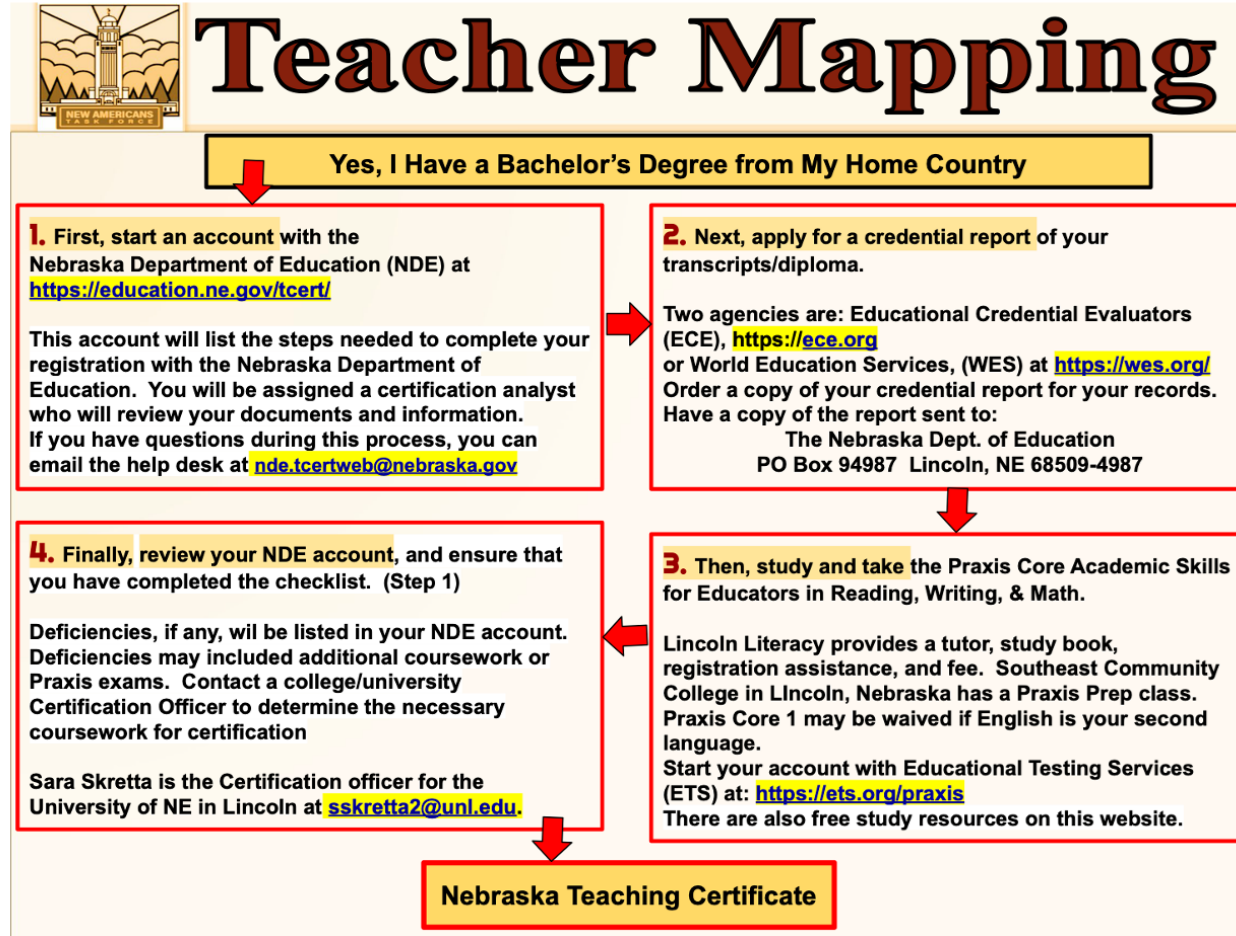 NEW AMERICANS
TASK FORCE
Teacher Mapping
Yes, I Have a Bachelor's Degree from My Home Country
1. First, start an account with the
Nebraska Department of Education (NDE) at
https://education.ne.gov/tcert/
This account will list the steps needed to complete your
registration with the Nebraska Department of
Education. You will be assigned a certification analyst
who will review your documents and information.
If you have questions during this process, you can
email the help desk at nde.tcertweb@nebraska.gov
2. Next, apply for a credential report of your
transcripts/diploma.
Two agencies are: Educational Credential Evaluators
(ECE), https://ece.org
or World Education Services, (WES) at https://wes.org/
Order a copy of your credential report for your records.
Have a copy of the report sent to:
The Nebraska Dept. of Education
PO Box 94987 Lincoln, NE 68509-4987
3. Then, study and take the Praxis Core Academic Skills
for Educators in Reading, Writing, & Math.
Lincoln Literacy provides a tutor, study book,
registration assistance, and fee. Southeast Community
College in LIncoln, Nebraska has a Praxis Prep class.
Praxis Core 1 may be waived if English is your second
language.
Start your account with Educational Testing Services
(ETS) at: https://ets.org/praxis
There are also free study resources on this website.
4. Finally, review your NDE account, and ensure that
you have completed the checklist. (Step 1)
Deficiencies, if any, wil be listed in your NDE account.
Deficiencies may included additional coursework or
Praxis exams. Contact a college/university
Certification Officer to determine the necessary
coursework for certification
Sara Skretta is the Certification officer for the
University of NE in Lincoln at sskretta2@unl.edu.
Nebraska Teaching Certificate